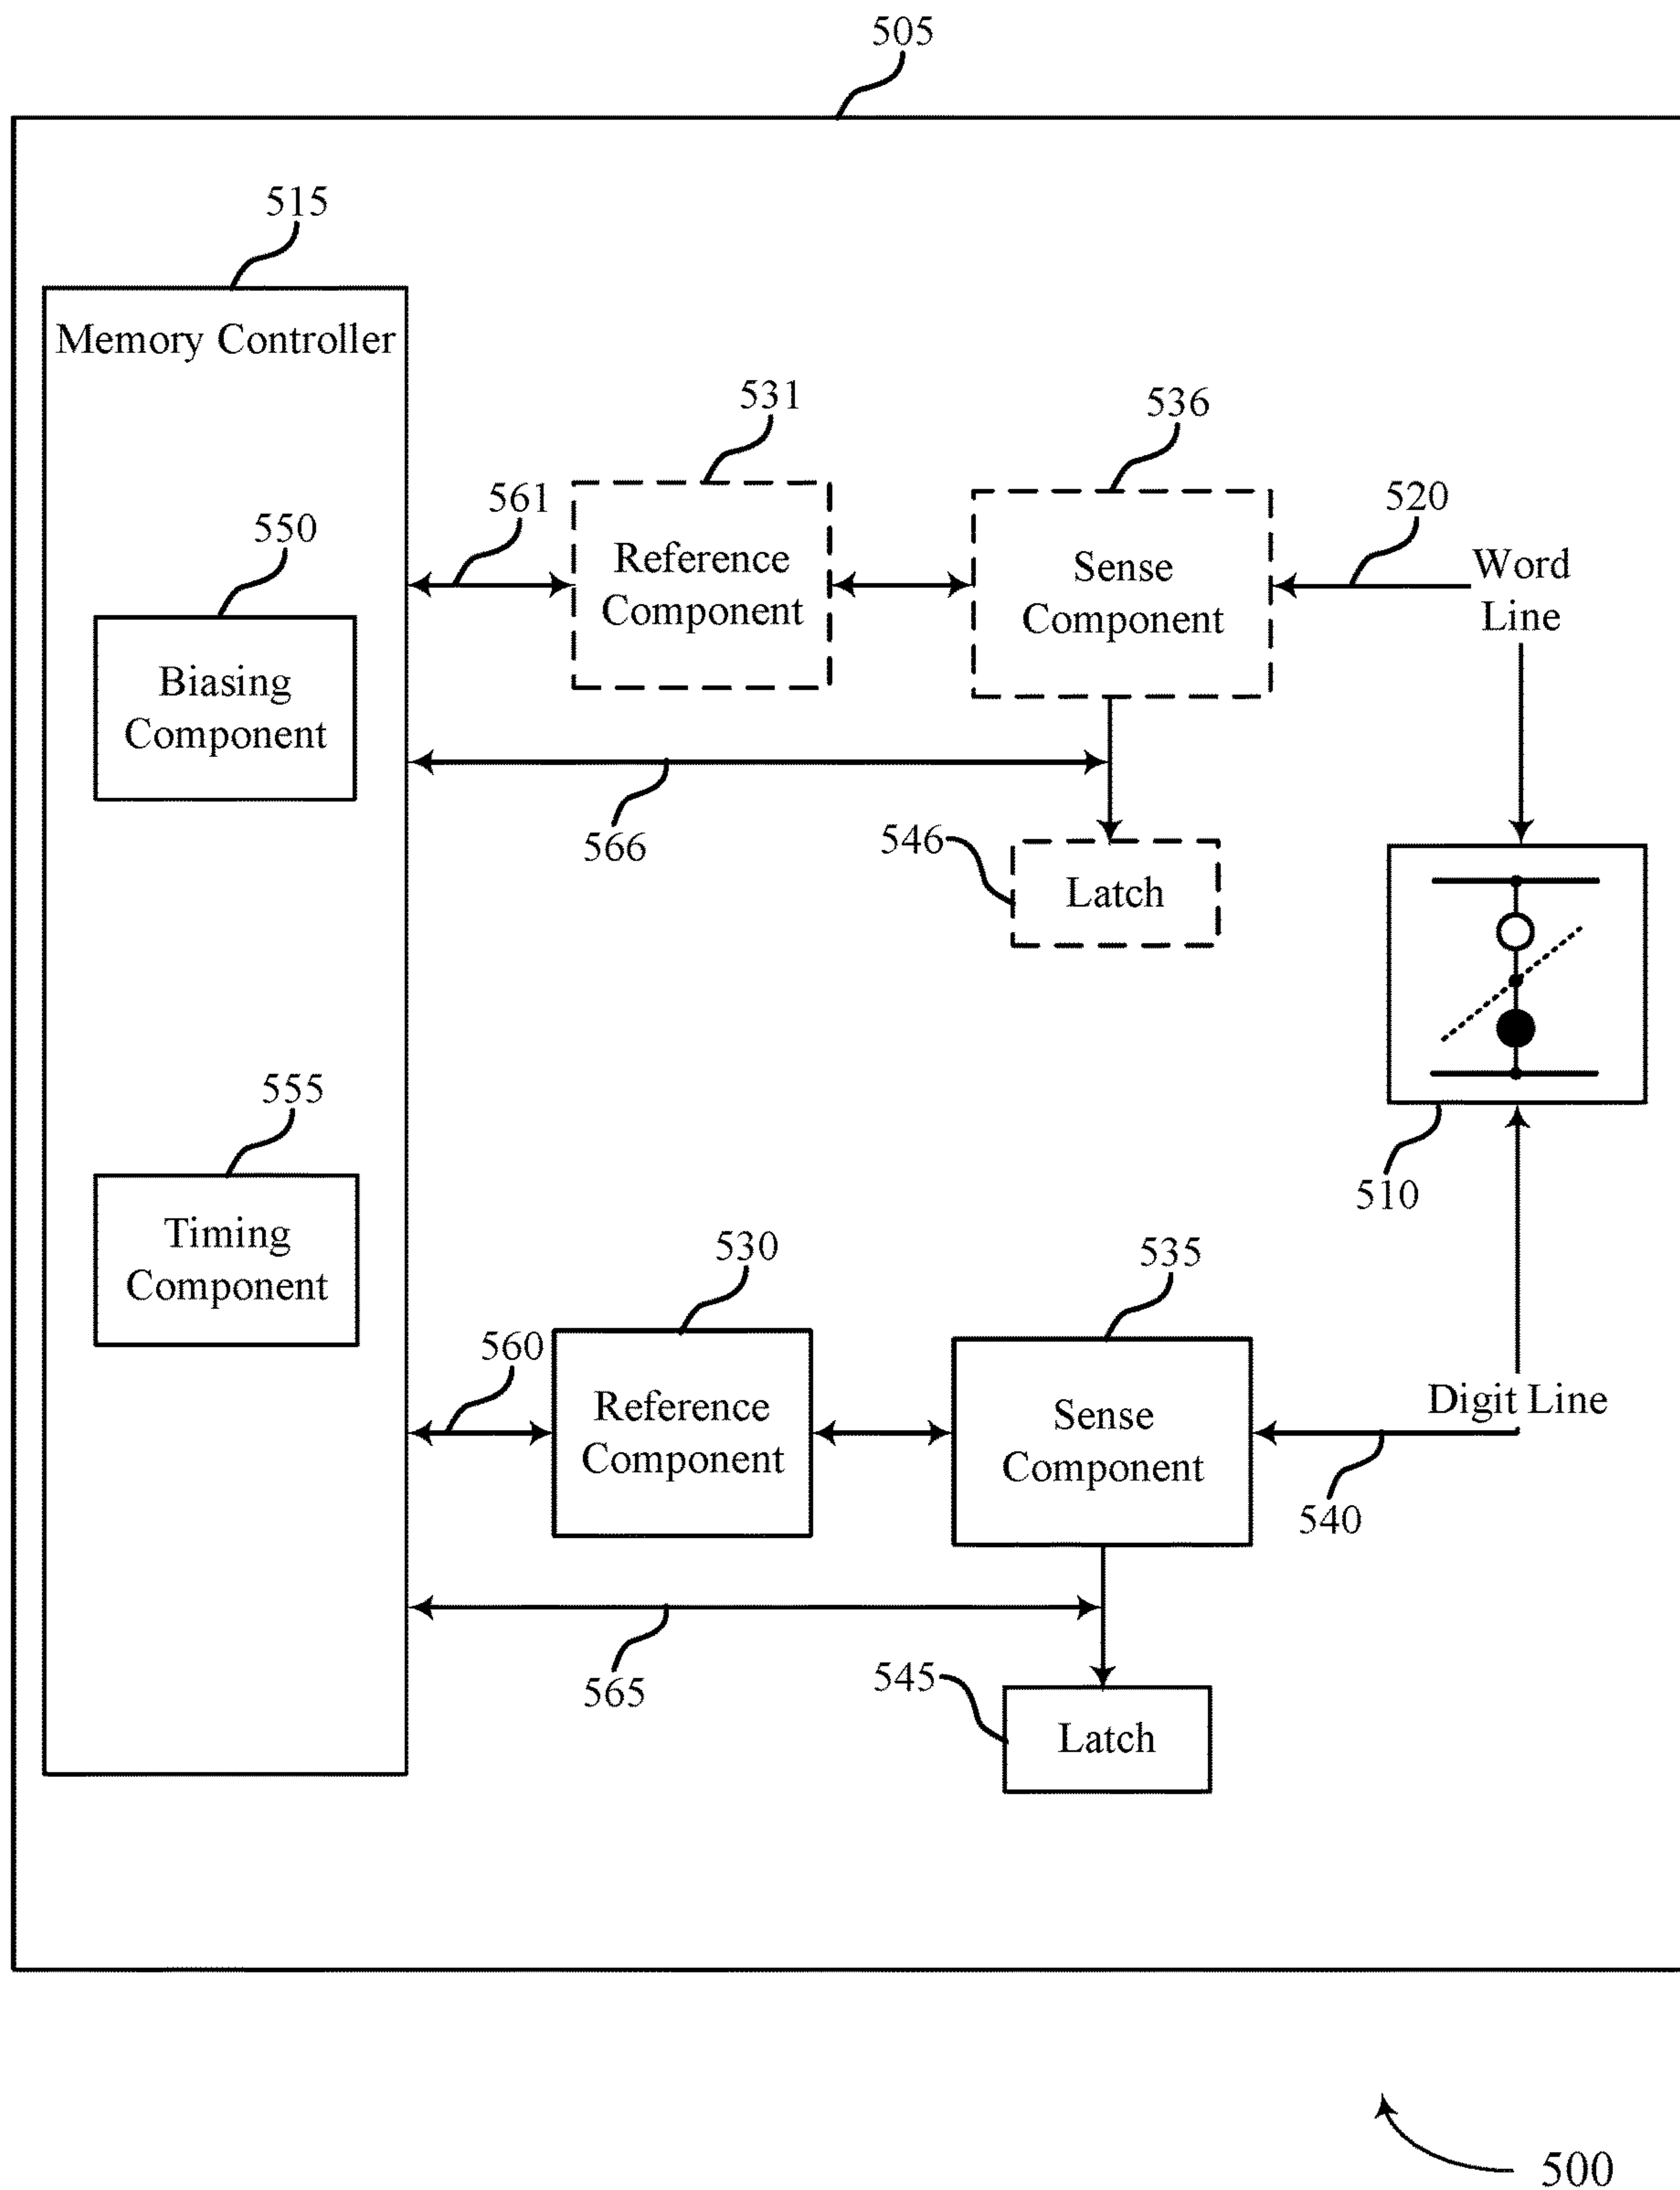 505
515
Memory Controller
531
536
561
520
550
Reference
Component
Sense
Component
Word
Line
Biasing
Component
566
546
Latch
555
510
Timing
Component
530
535
560
Reference
Component
Sense
Component
Digit Line
540
565
545
Latch
500